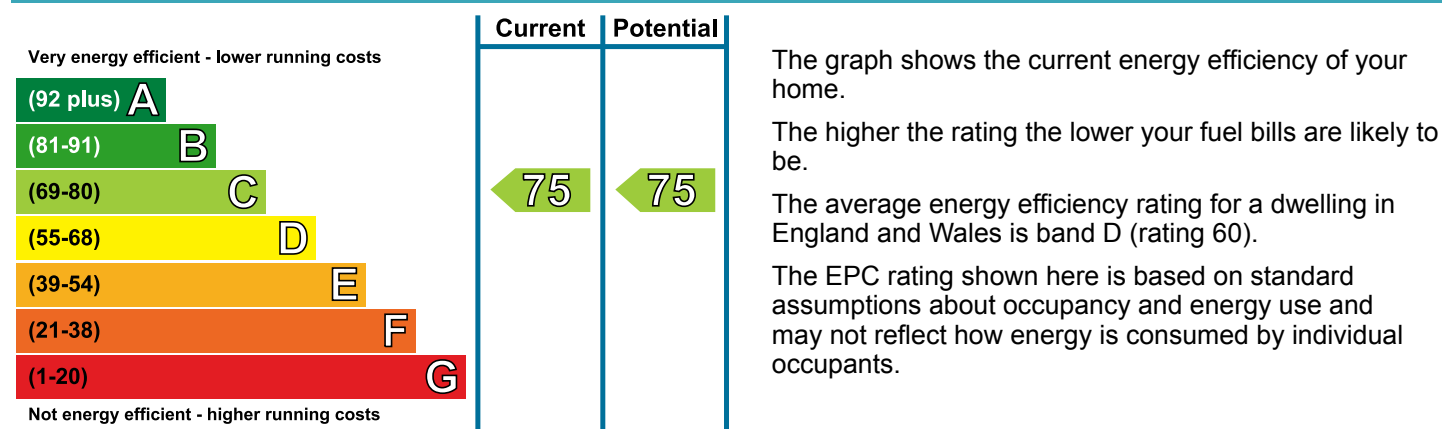 Current Potential
Very energy efficient - lower running costs
(92 plus) A
(81-91) B
(69-80) C
75 75
(55-68) D
(39-54) E
(21-38) F
(1-20) G
Not energy efficient - higher running costs
The graph shows the current energy efficiency of your
home.
The higher the rating the lower your fuel bills are likely to
be.
The average energy efficiency rating for a dwelling in
England and Wales is band D (rating 60).
The EPC rating shown here is based on standard
assumptions about occupancy and energy use and
may not reflect how energy is consumed by individual
occupants.